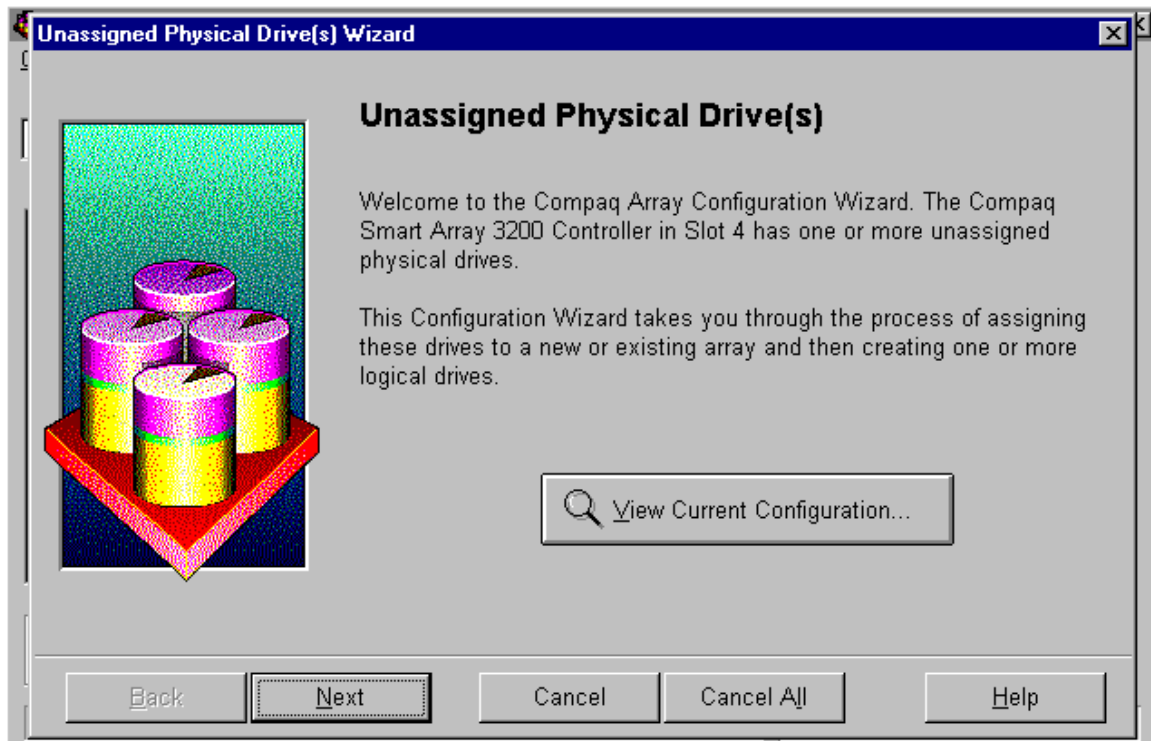 Unassigned Physical Drive(s) Wizard
Unassigned Physical Drive(s)
Welcome to the Compaq Array Configuration Wizard. The Compaq
Smart Array 3200 Controller in Slot 4 has one or more unassigned
physical drives.
This Configuration Wizard takes you through the process of assigning
these drives to a new or existing array and then creating one or more
logical drives.
View Current Configuration...
Back
Next
Cancel
Cancel All
Help